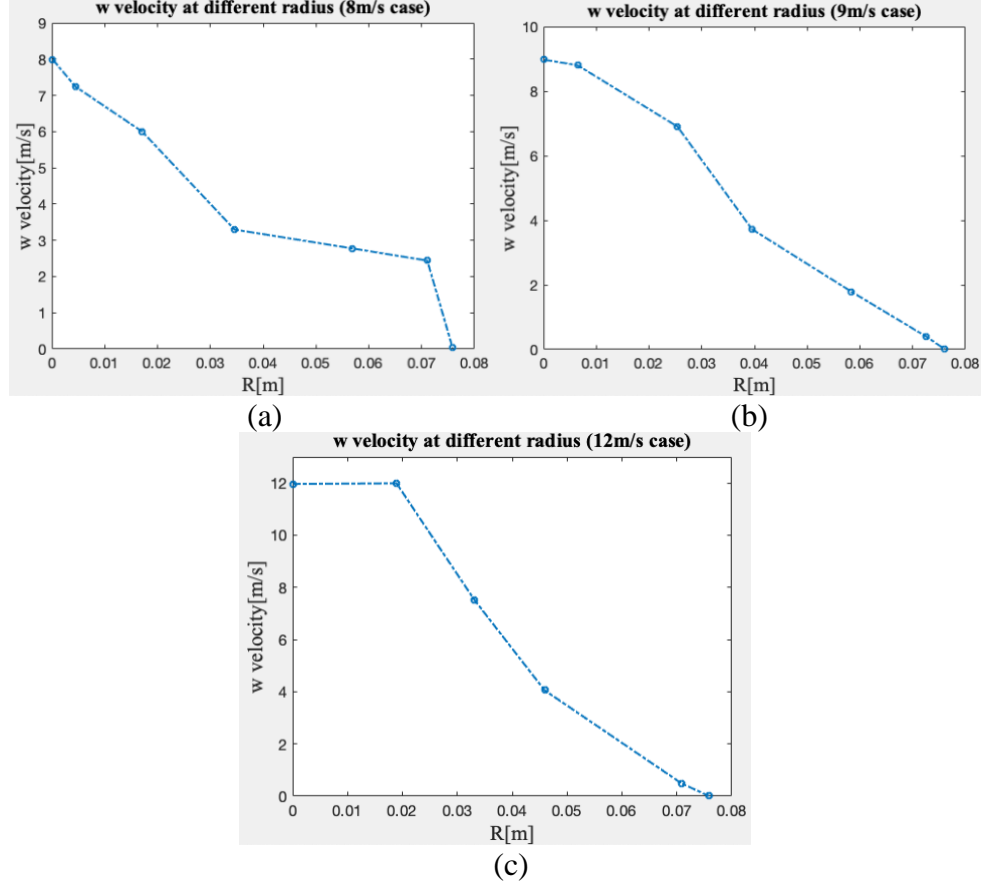 w velocity at different radius (8m/s case)
9
8
7
6
5
4
3
2
1
0
w velocity[m/s]
0 0.01 0.02 0.03 0.04 0.05 0.06 0.07 0.08
R[m]
(a)
w velocity at different radius (9m/s case)
10
8
6
4
2
0
w velocity[m/s]
0 0.01 0.02 0.03 0.04 0.05 0.06 0.07 0.08
R[m]
(b)
w velocity at different radius (12m/s case)
12
10
8
6
4
2
0
w velocity[m/s]
0 0.01 0.02 0.03 0.04 0.05 0.06 0.07 0.08
R[m]
(c)